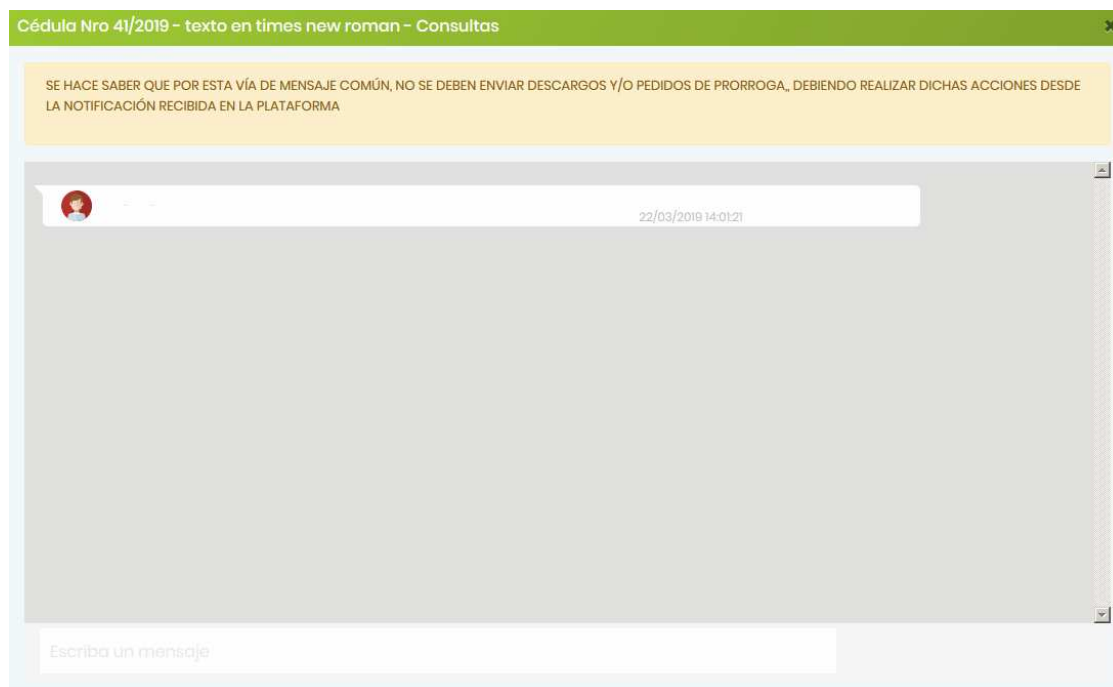 Cédula Nro 41/2019 - texto en times new roman - Consultas
SE HACE SABER QUE POR ESTA VÍA DE MENSAJE COMÚN, NO SE DEBEN ENVIAR DESCARGOS Y/O PEDIDOS DE PRORROGA,, DEBIENDO REALIZAR DICHAS ACCIONES DESDE
LA NOTIFICACIÓN RECIBIDA EN LA PLATAFORMA
22/03/2019 14:01:21
Escriba un mensaje